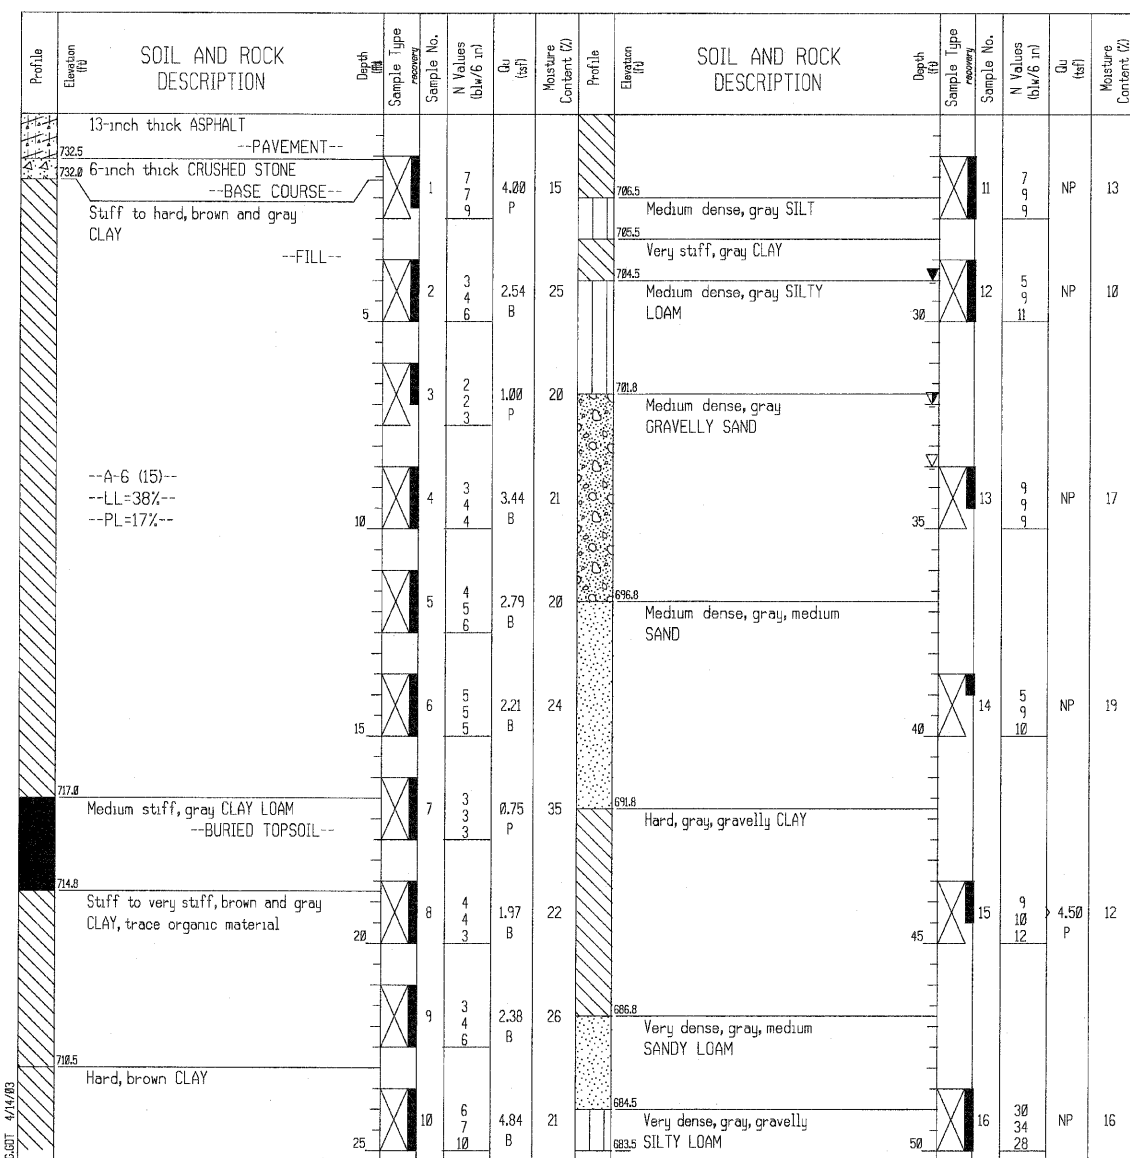 Profile
Elevation (ft)
SOIL AND ROCK
DESCRIPTION
Depth (ft)
Sample Type
recovery
Sample No.
N Values (blw/6 in)
Qu (tsf)
Moisture Content (%)
13-inch thick ASPHALT
--PAVEMENT--
732.5
732.0 6-inch thick CRUSHED STONE
--BASE COURSE--
1 7 7 9 4.00 P 15
Stiff to hard, brown and gray
CLAY
--FILL--
2 3 4 6 2.54 B 25
5
3 2 2 3 1.00 P 20
--A-6 (15)--
--LL=38%--
--PL=17%--
4 3 4 4 3.44 B 21
10
5 4 5 6 2.79 B 20
6 5 5 5 2.21 B 24
15
717.0
Medium stiff, gray CLAY LOAM
--BURIED TOPSOIL--
7 3 3 3 0.75 P 35
714.8
Stiff to very stiff, brown and gray
CLAY, trace organic material
8 4 4 3 1.97 B 22
20
9 3 4 6 2.38 B 26
710.5
Hard, brown CLAY
10 6 7 10 4.84 B 21
25
Profile
Elevation (ft)
SOIL AND ROCK
DESCRIPTION
Depth (ft)
Sample Type
recovery
Sample No.
N Values (blw/6 in)
Qu (tsf)
Moisture Content (%)
11 7 9 9 NP 13
706.5
Medium dense, gray SILT
705.5
Very stiff, gray CLAY
704.5
Medium dense, gray SILTY
LOAM
12 5 9 11 NP 10
30
701.8
Medium dense, gray
GRAVELLY SAND
13 9 9 9 NP 17
35
696.8
Medium dense, gray, medium
SAND
14 5 9 10 NP 19
40
691.8
Hard, gray, gravelly CLAY
15 9 10 12 > 4.50 P 12
45
686.8
Very dense, gray, medium
SANDY LOAM
684.5
Very dense, gray, gravelly
683.5 SILTY LOAM
16 30 34 28 NP 16
50
.GDT 4/14/03